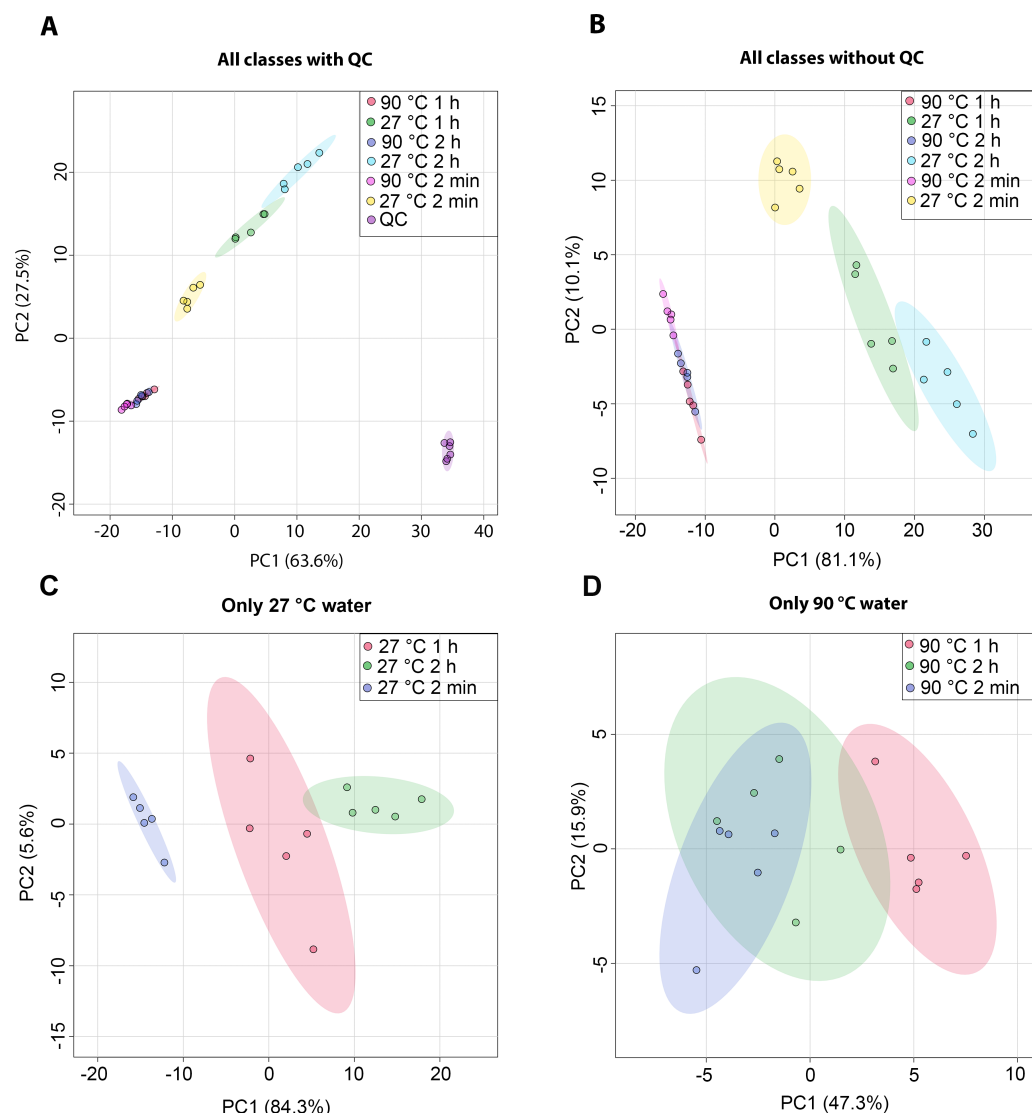 A
All classes with QC
90 °C 1 h
27 °C 1 h
90 °C 2 h
27 °C 2 h
90 °C 2 min
27 °C 2 min
QC
20
10
0
-10
-20
PC2 (27.5%)
-20
-10
0
10
20
30
40
PC1 (63.6%)
B
All classes without QC
90 °C 1 h
27 °C 1 h
90 °C 2 h
27 °C 2 h
90 °C 2 min
27 °C 2 min
15
10
5
0
-5
-10
PC2 (10.1%)
-20
-10
0
10
20
30
PC1 (81.1%)
C
Only 27 °C water
27 °C 1 h
27 °C 2 h
27 °C 2 min
10
5
0
-5
-10
-15
PC2 (5.6%)
-20
-10
0
10
20
PC1 (84.3%)
D
Only 90 °C water
90 °C 1 h
90 °C 2 h
90 °C 2 min
5
0
-5
PC2 (15.9%)
-5
0
5
10
PC1 (47.3%)